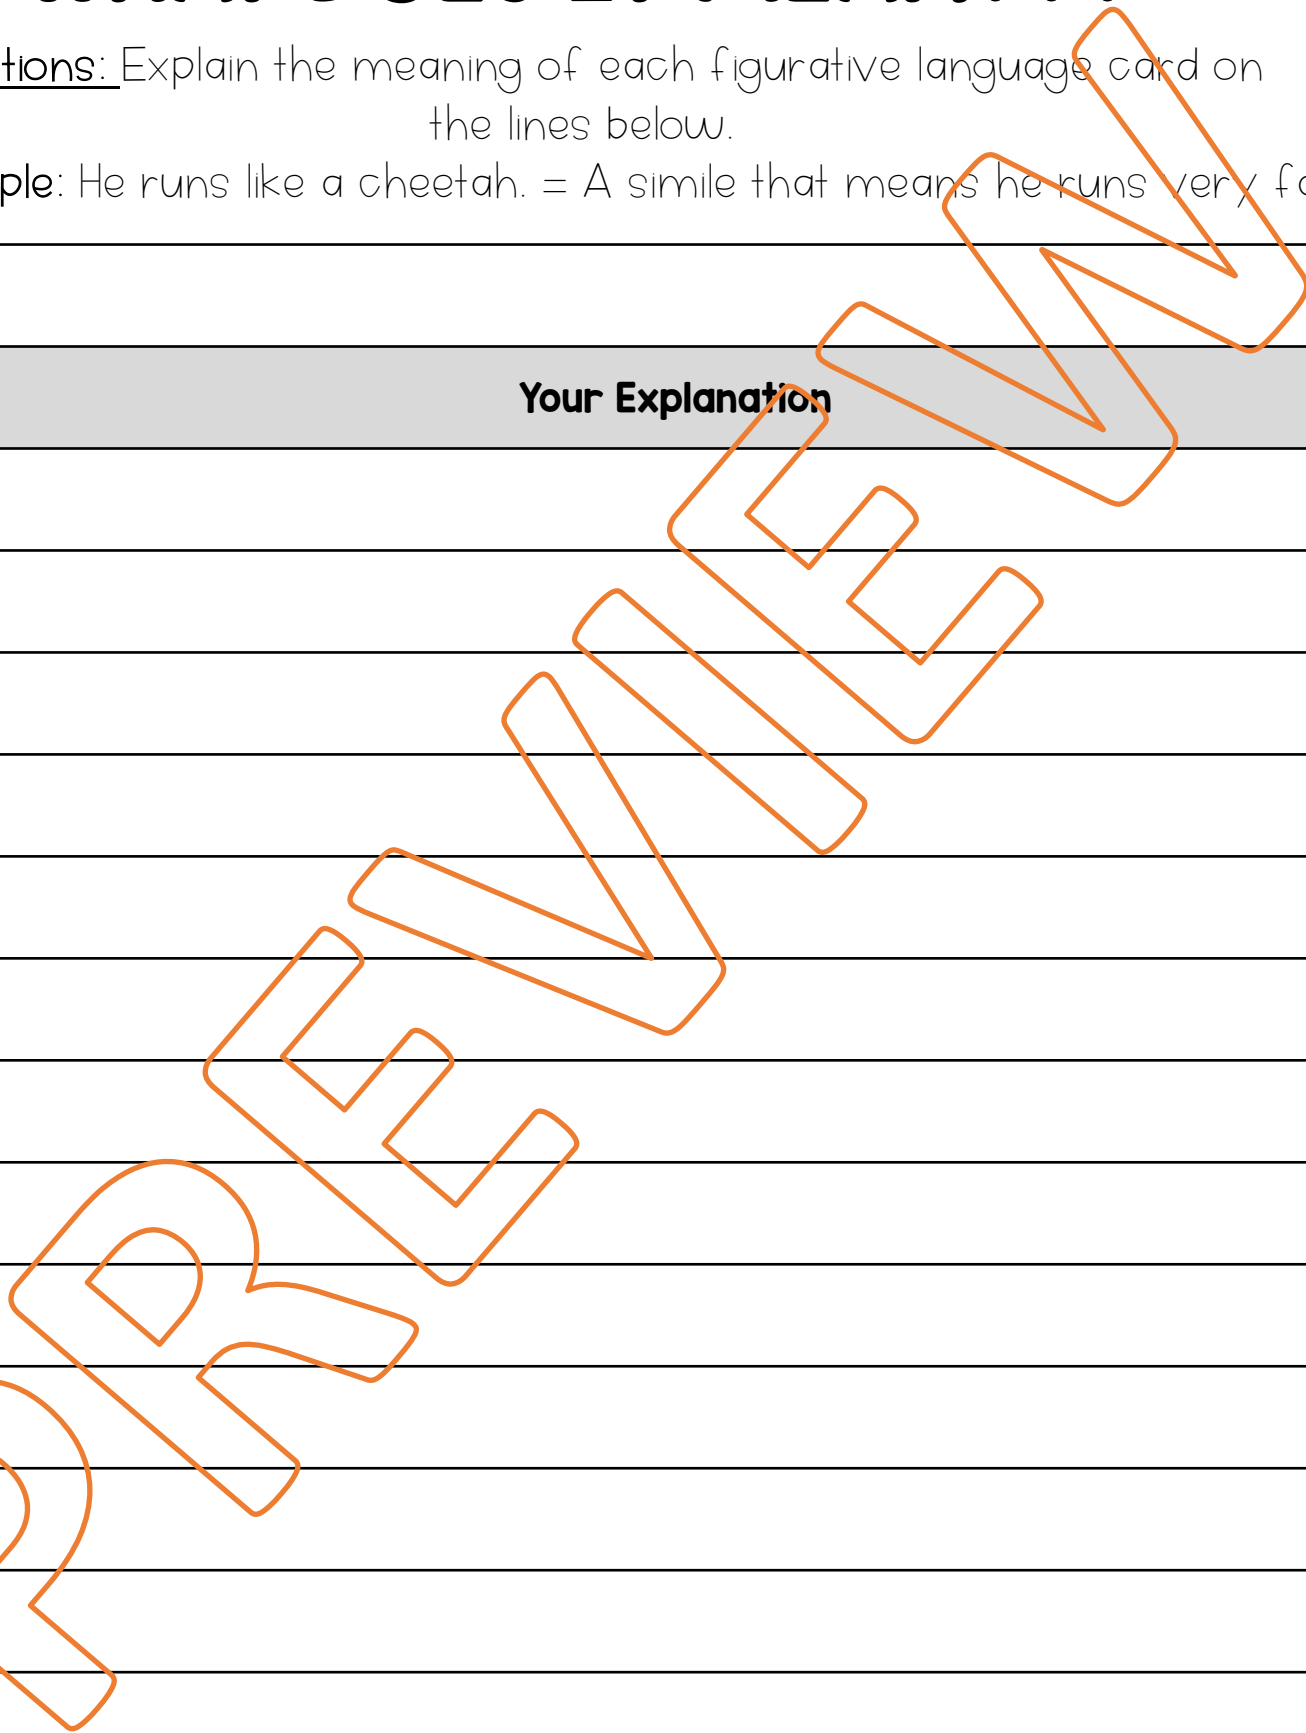 tions: Explain the meaning of each figurative language card on
the lines below.
ple: He runs like a cheetah. = A simile that means he runs very fa
Your Explanation
PREVIEW